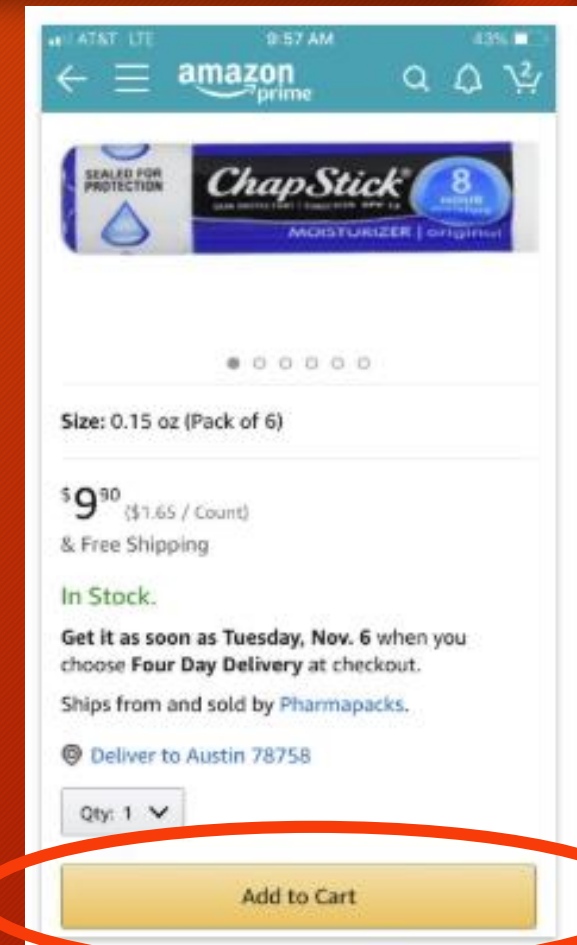 AT&T LTE 9:57 AM 43%
amazon
prime
2
SEALED FOR
PROTECTION
ChapStick®
8
HOUR
MOISTURIZER | original
Size: 0.15 oz (Pack of 6)
$990 ($1.65 / Count)
& Free Shipping
In Stock.
Get it as soon as Tuesday, Nov. 6 when you
choose Four Day Delivery at checkout.
Ships from and sold by Pharmapacks.
Deliver to Austin 78758
Qty: 1
Add to Cart